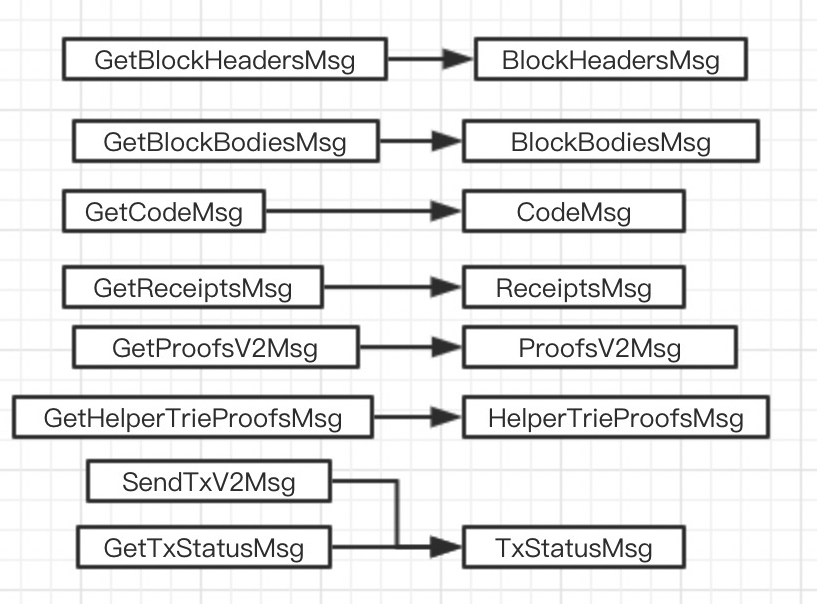 GetBlockHeadersMsg BlockHeadersMsg
GetBlockBodiesMsg BlockBodiesMsg
GetCodeMsg CodeMsg
GetReceiptsMsg ReceiptsMsg
GetProofsV2Msg ProofsV2Msg
GetHelperTrieProofsMsg HelperTrieProofsMsg
SendTxV2Msg
GetTxStatusMsg TxStatusMsg